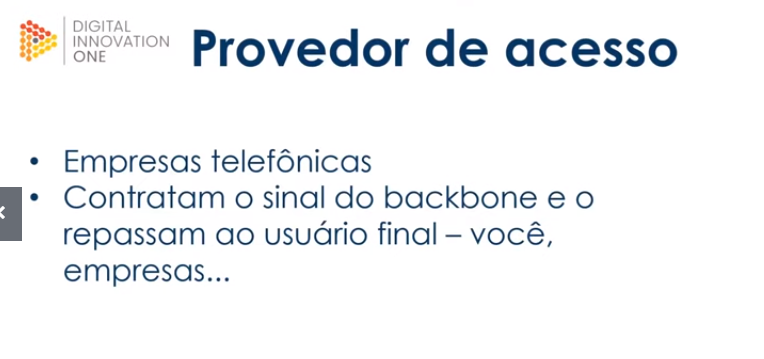 DIGITAL
INNOVATION
ONE
Provedor de acesso
• Empresas telefônicas
• Contratam o sinal do backbone e o
repassam ao usuário final – você,
empresas...